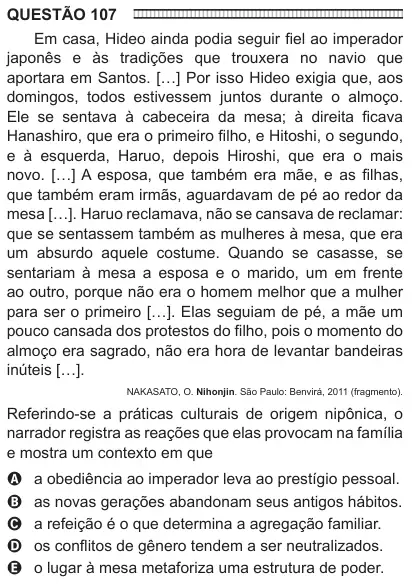 QUESTÃO 107
Em casa, Hideo ainda podia seguir fiel ao imperador
japonês e às tradições que trouxera no navio que
aportara em Santos. [...] Por isso Hideo exigia que, aos
domingos, todos estivessem juntos durante o almoço.
Ele se sentava à cabeceira da mesa; à direita ficava
Hanashiro, que era o primeiro filho, e Hitoshi, o segundo,
e à esquerda, Haruo, depois Hiroshi, que era o mais
novo. [...] A esposa, que também era mãe, e as filhas,
que também eram irmãs, aguardavam de pé ao redor da
mesa [...]. Haruo reclamava, não se cansava de reclamar:
que se sentassem também as mulheres à mesa, que era
um absurdo aquele costume. Quando se casasse, se
sentariam à mesa a esposa e o marido, um em frente
ao outro, porque não era o homem melhor que a mulher
para ser o primeiro [...]. Elas seguiam de pé, a mãe um
pouco cansada dos protestos do filho, pois o momento do
almoço era sagrado, não era hora de levantar bandeiras
inúteis [...].
NAKASATO, O. Nihonjin. São Paulo: Benvirá, 2011 (fragmento).
Referindo-se a práticas culturais de origem nipônica, o
narrador registra as reações que elas provocam na família
e mostra um contexto em que
A a obediência ao imperador leva ao prestígio pessoal.
B as novas gerações abandonam seus antigos hábitos.
C a refeição é o que determina a agregação familiar.
D os conflitos de gênero tendem a ser neutralizados.
E o lugar à mesa metaforiza uma estrutura de poder.